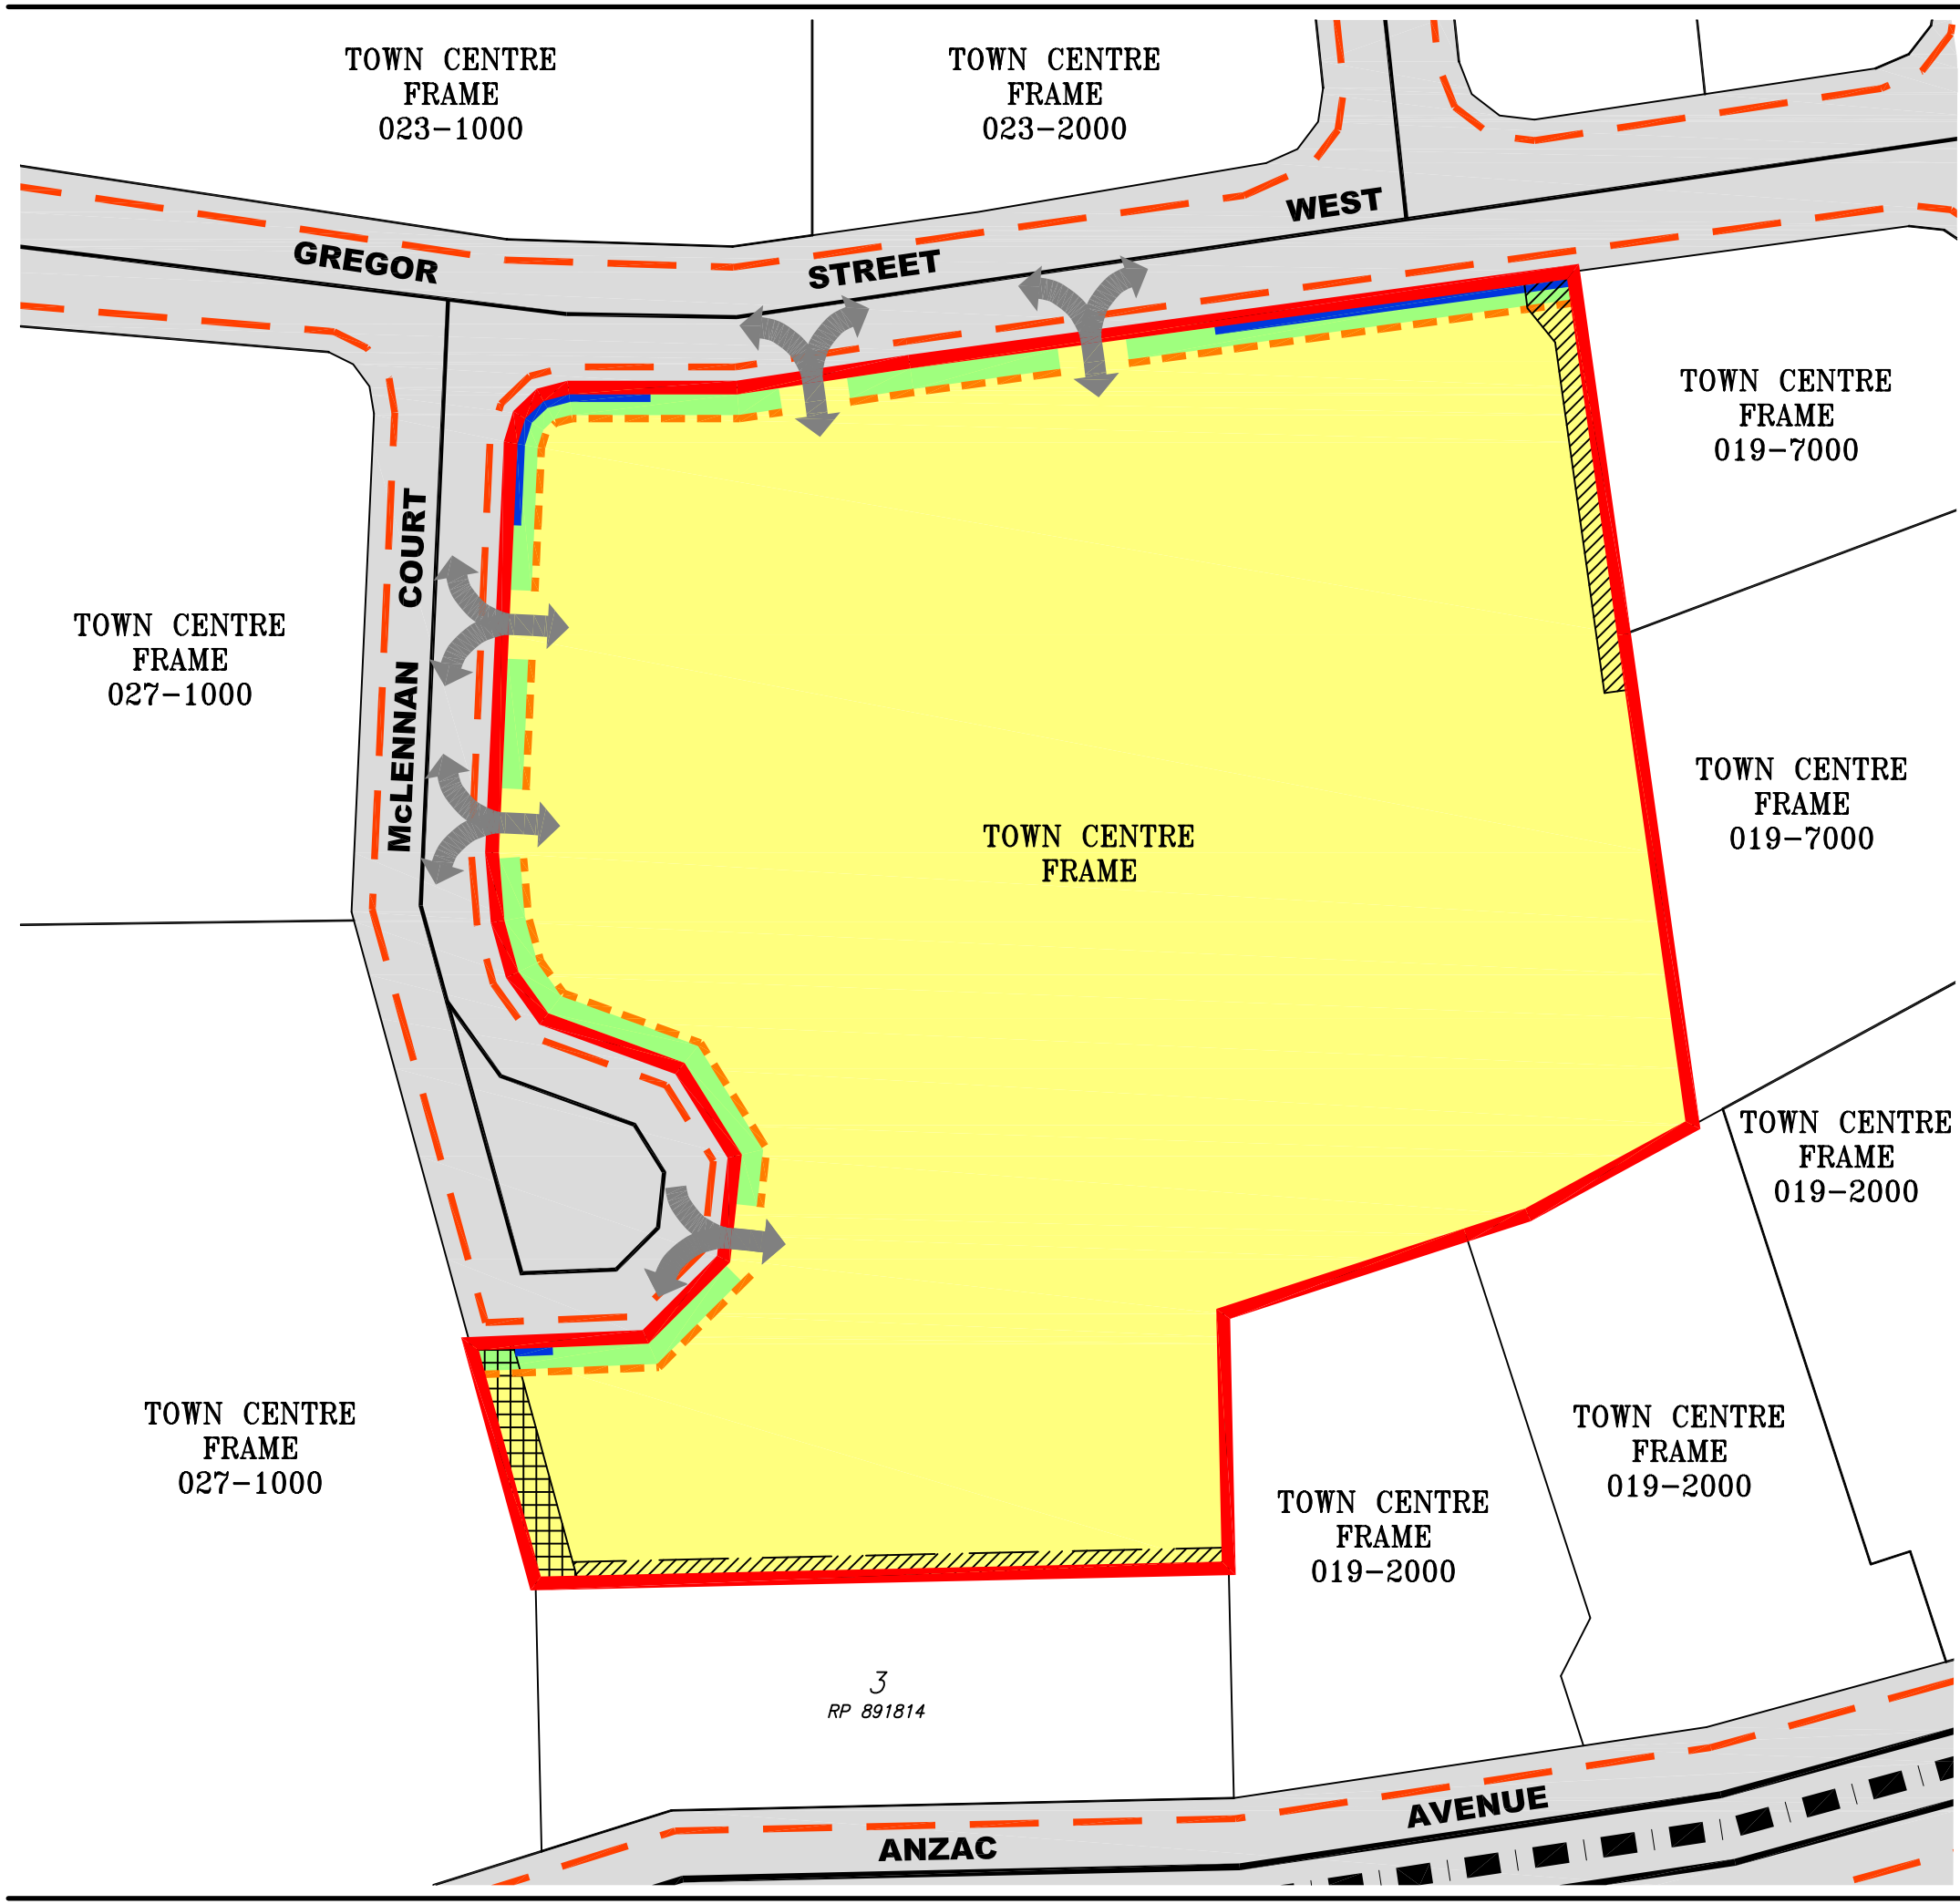 TOWN CENTRE
FRAME
023-1000
TOWN CENTRE
FRAME
023-2000
GREGOR STREET WEST
TOWN CENTRE
FRAME
019-7000
McLENNAN COURT
TOWN CENTRE
FRAME
027-1000
TOWN CENTRE
FRAME
TOWN CENTRE
FRAME
019-7000
TOWN CENTRE
FRAME
019-2000
TOWN CENTRE
FRAME
027-1000
TOWN CENTRE
FRAME
019-2000
TOWN CENTRE
FRAME
019-2000
3
RP 891814
ANZAC AVENUE